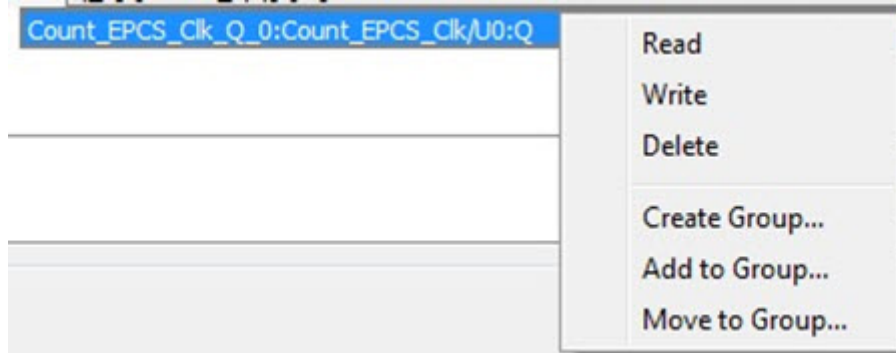 Count_EPCS_Clk_Q_0:Count_EPCS_Clk/U0:Q
Read
Write
Delete
Create Group...
Add to Group...
Move to Group...